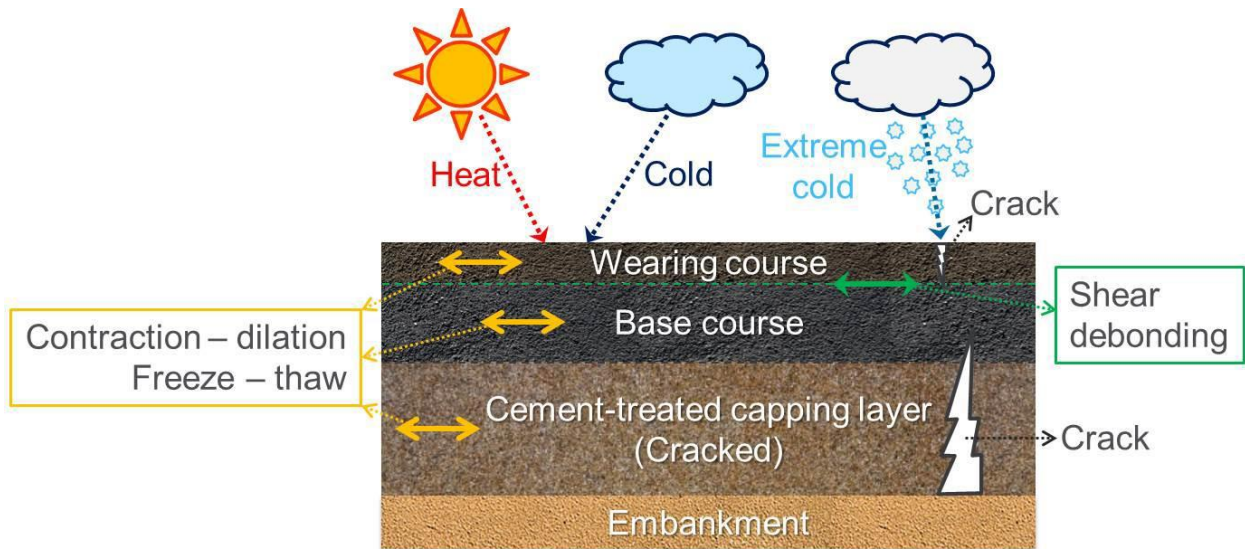 Heat
Cold
Extreme
cold
Crack
Wearing course
Shear
debonding
Contraction – dilation
Freeze – thaw
Base course
Cement-treated capping layer
(Cracked)
Crack
Embankment